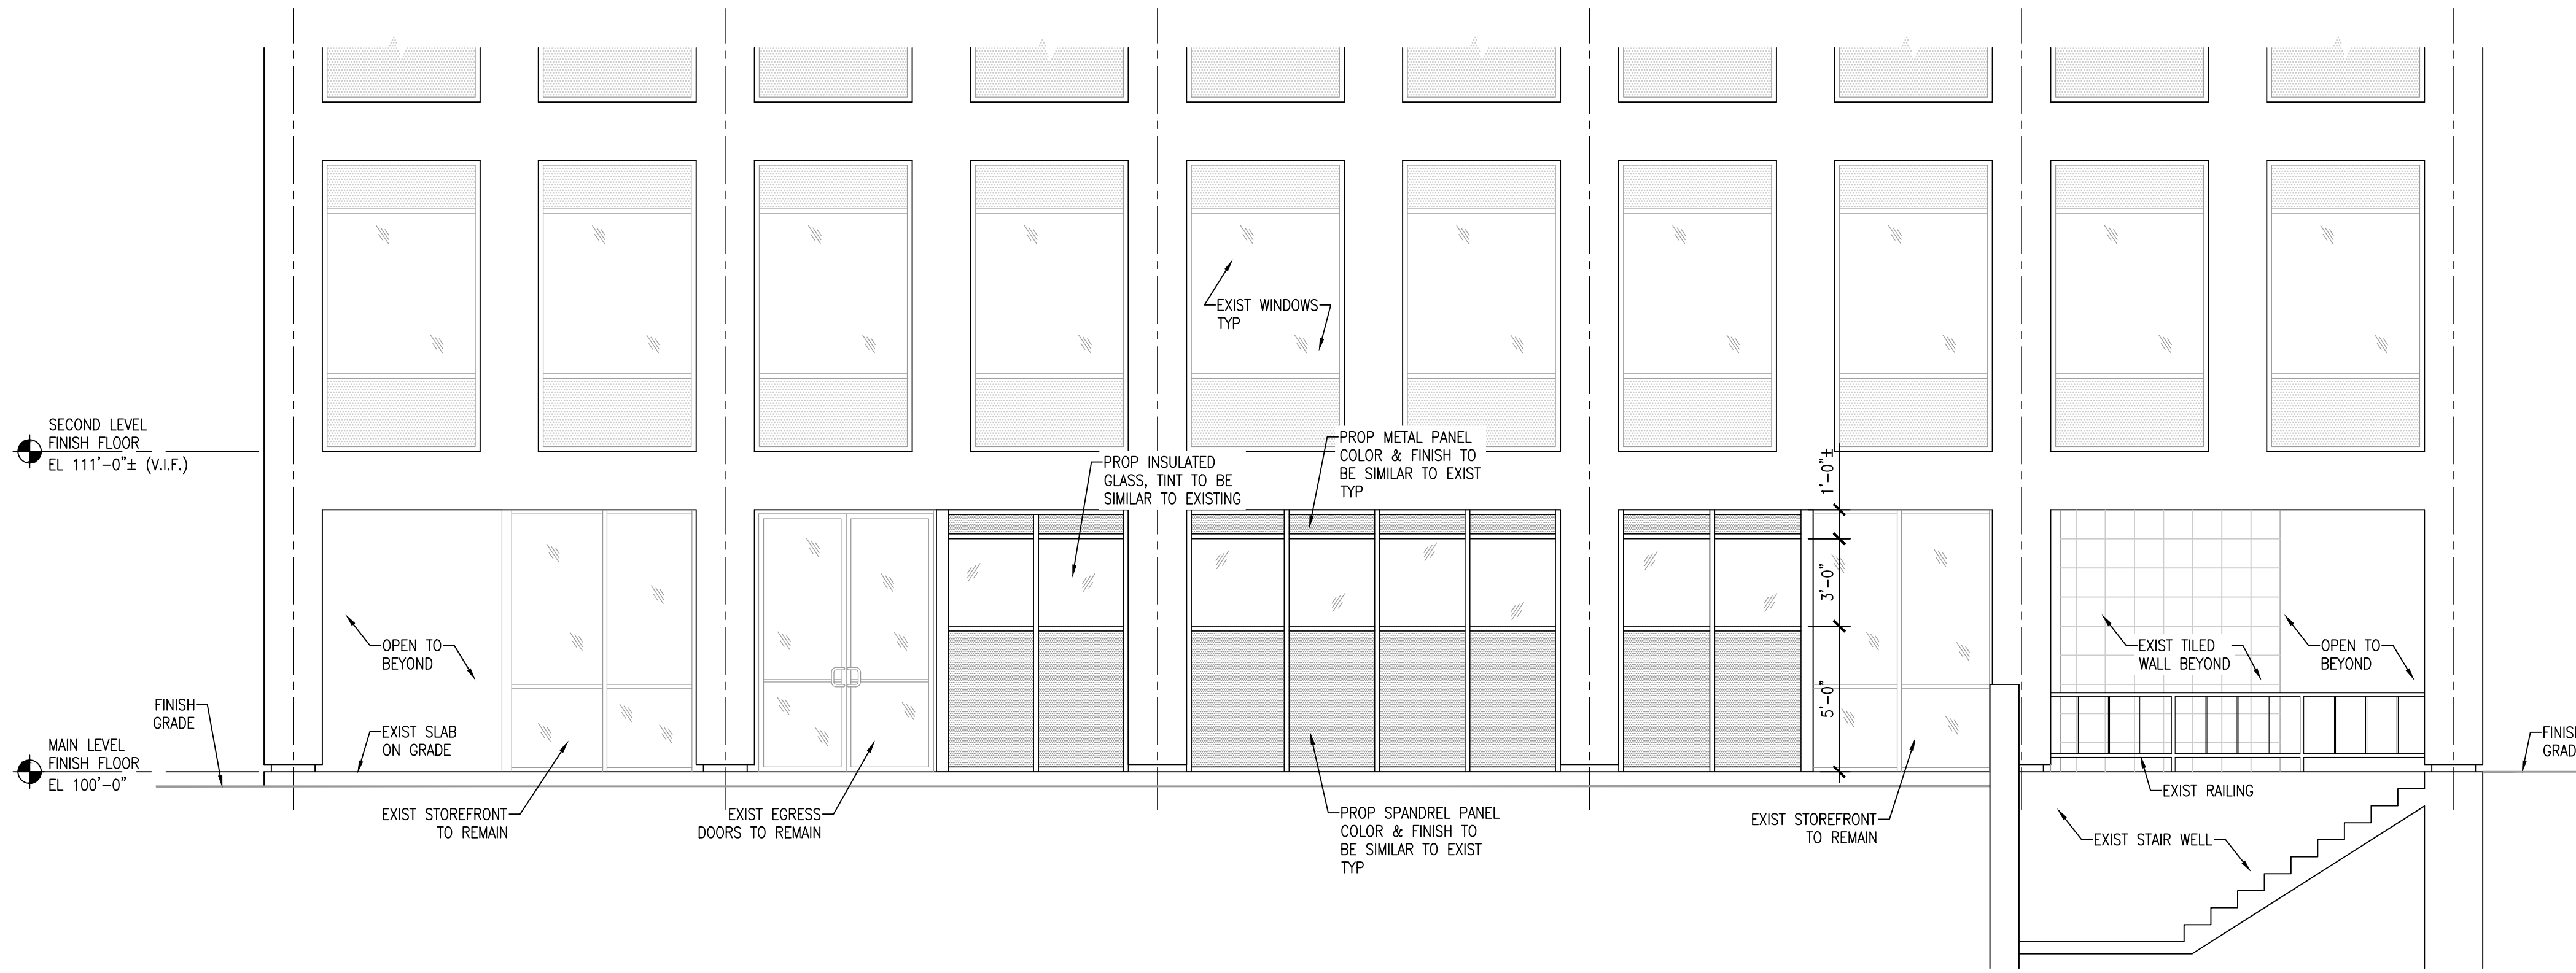 EXIST WINDOWS
TYP
SECOND LEVEL
FINISH FLOOR
EL 111'-0"± (V.I.F.)
PROP INSULATED
GLASS, TINT TO BE
SIMILAR TO EXISTING
PROP METAL PANEL
COLOR & FINISH TO
BE SIMILAR TO EXIST
TYP
1'-0"±
3'-0"
5'-0"
OPEN TO
BEYOND
EXIST TILED
WALL BEYOND
OPEN TO
BEYOND
FINISH
GRADE
EXIST SLAB
ON GRADE
MAIN LEVEL
FINISH FLOOR
EL 100'-0"
FINIS
GRAD
EXIST STOREFRONT
TO REMAIN
EXIST EGRESS
DOORS TO REMAIN
PROP SPANDREL PANEL
COLOR & FINISH TO
BE SIMILAR TO EXIST
TYP
EXIST STOREFRONT
TO REMAIN
EXIST RAILING
EXIST STAIR WELL